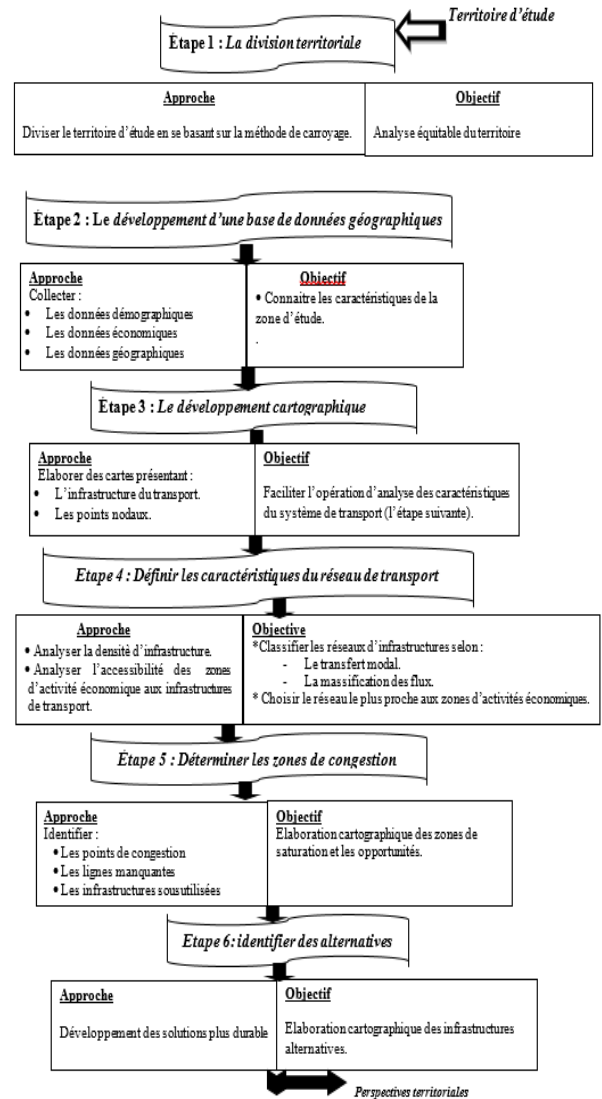 Territoire d'étude
Étape 1 : La division territoriale
Approche
Diviser le territoire d'étude en se basant sur la méthode de carroyage.
Objectif
Analyse équitable du territoire
Étape 2 : Le développement d'une base de données géographiques
Approche
Collecter :
• Les données démographiques
• Les données économiques
• Les données géographiques
Objectif
• Connaitre les caractéristiques de la
zone d'étude.
.
Étape 3 : Le développement cartographique
Approche
Elaborer des cartes présentant :
• L'infrastructure du transport.
• Les points nodaux.
Objectif
Faciliter l'opération d'analyse des caractéristiques
du système de transport (l'étape suivante).
Etape 4 : Définir les caractéristiques du réseau de transport
Approche
• Analyser la densité d'infrastructure.
• Analyser l'accessibilité des zones
d'activité économique aux infrastructures
de transport.
Objective
*Classifier les réseaux d'infrastructures selon :
- Le transfert modal.
- La massification des flux.
* Choisir le réseau le plus proche aux zones d'activités économiques.
Étape 5 : Déterminer les zones de congestion
Approche
Identifier :
• Les points de congestion
• Les lignes manquantes
• Les infrastructures sousutilisées
Objectif
Elaboration cartographique des zones de
saturation et les opportunités.
Etape 6: identifier des alternatives
Approche
Développement des solutions plus durable
Objectif
Elaboration cartographique des infrastructures
alternatives.
Perspectives territoriales